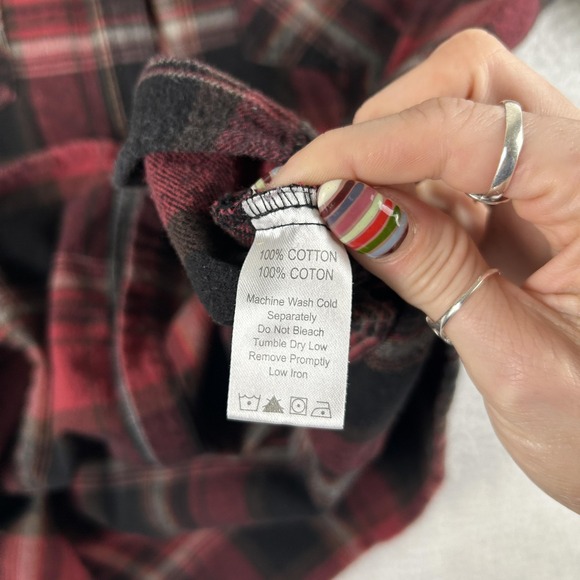 100% COTTON
100% COTON
Machine Wash Cold
Separately
Do Not Bleach
Tumble Dry Low
Remove Promptly
Low Iron